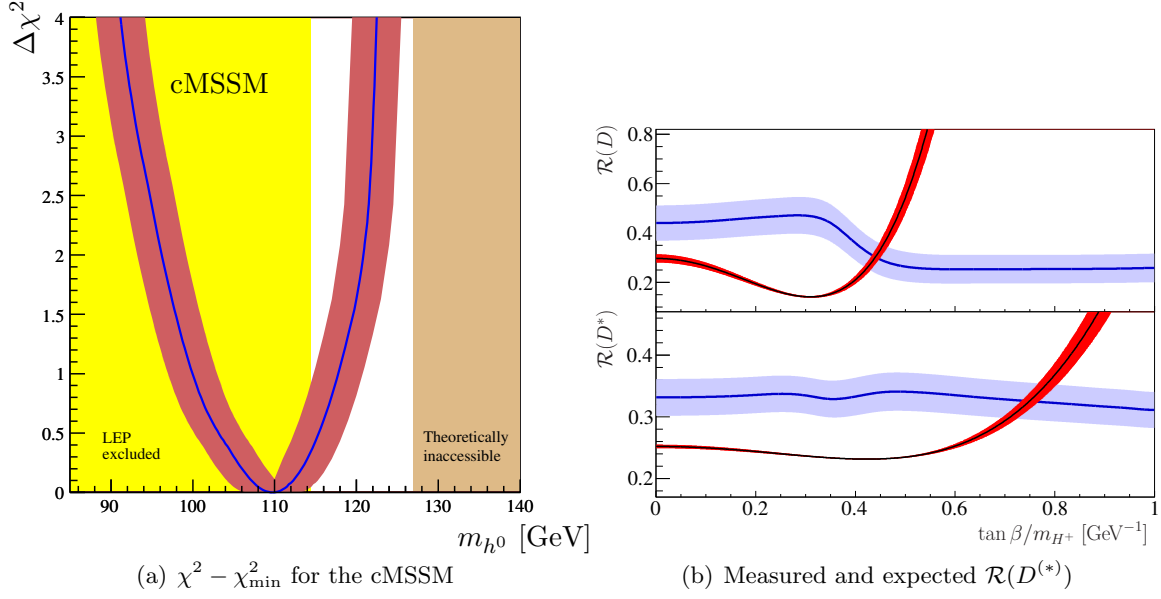 Δχ²
4
3.5
3
2.5
2
1.5
1
0.5
0
cMSSM
LEP
excluded
Theoretically
inaccessible
90 100 110 120 130 140
m_{h^0} [GeV]
(a) χ² − χ²_{min} for the cMSSM
R(D)
0.8
0.6
0.4
0.2
R(D*)
0.4
0.3
0.2
0 0.2 0.4 0.6 0.8 1
tan β/m_{H^+} [GeV⁻¹]
(b) Measured and expected R(D^{(*)})